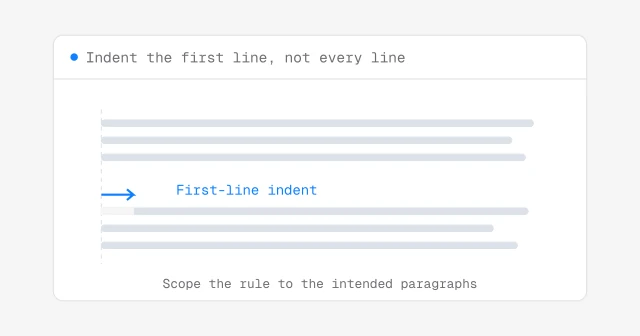 Indent the first line, not every line
First-line indent
Scope the rule to the intended paragraphs